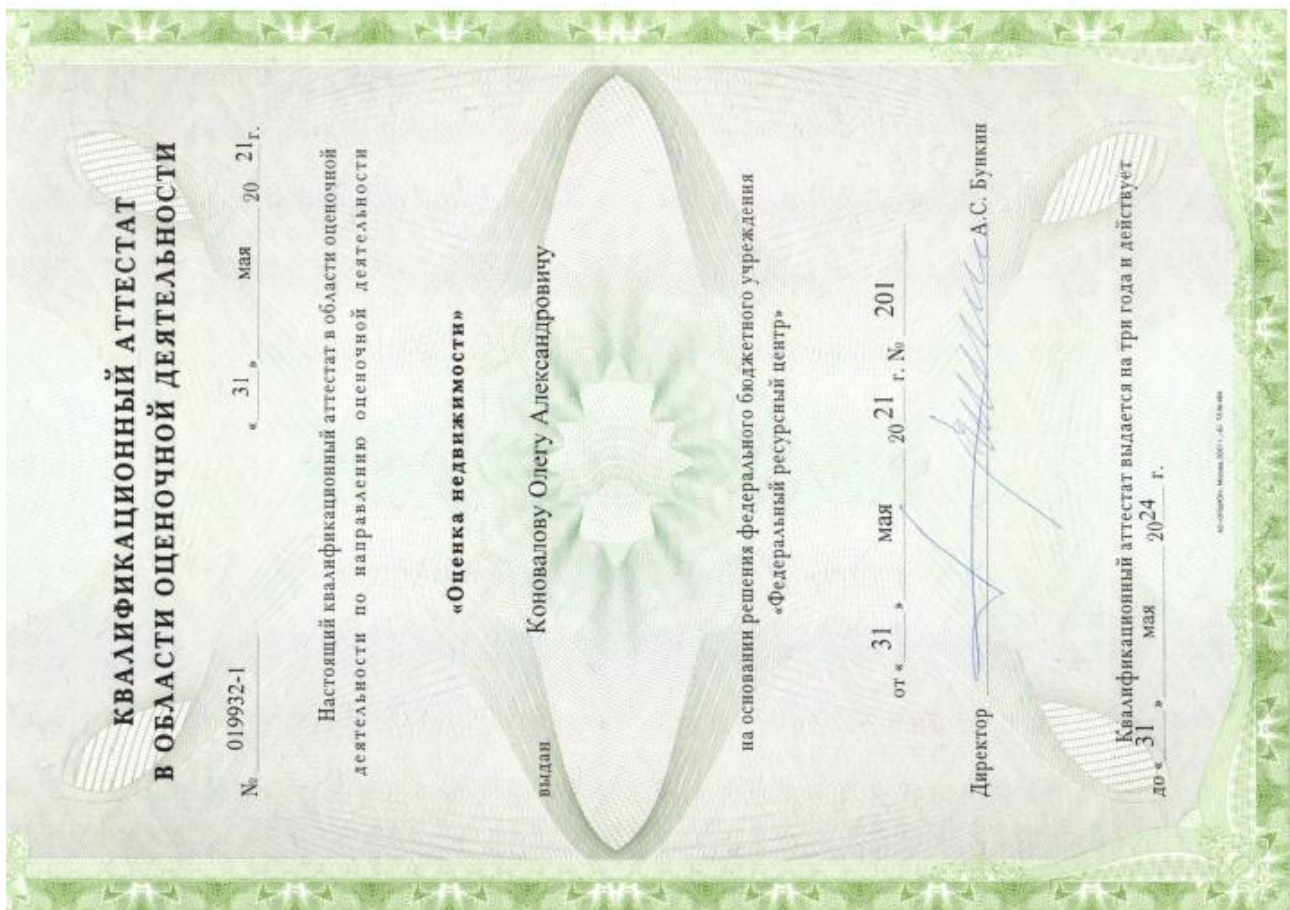 КВАЛИФИКАЦИОННЫЙ АТТЕСТАТ
В ОБЛАСТИ ОЦЕНОЧНОЙ ДЕЯТЕЛЬНОСТИ
№ 019932-1 « 31 » мая 20 21 г.
Настоящий квалификационный аттестат в области оценочной
деятельности по направлению оценочной деятельности
«Оценка недвижимости»
выдан Коновалову Олегу Александровичу
на основании решения федерального бюджетного учреждения
«Федеральный ресурсный центр»
от « 31 » мая 20 21 г. № 201
Директор А.С. Бункин
Квалификационный аттестат выдается на три года и действует
до « 31 » мая 2024 г.